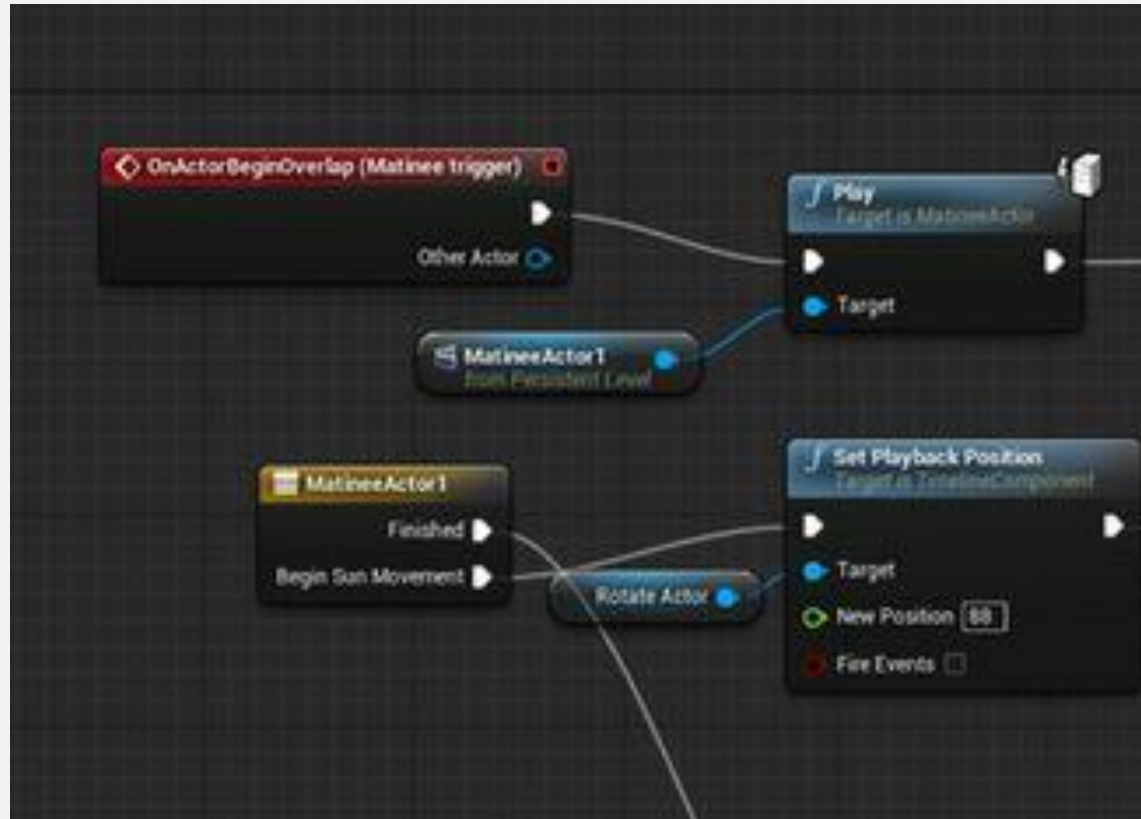 OnActorBeginOverlap (Matinee trigger)
Other Actor
Play
Target is MatineeActor
Target
MatineeActor1
from Persistent Level
MatineeActor1
Finished
Begin Sun Movement
Rotate Actor
Set Playback Position
Target is TimelineComponent
Target
New Position 88
Fire Events